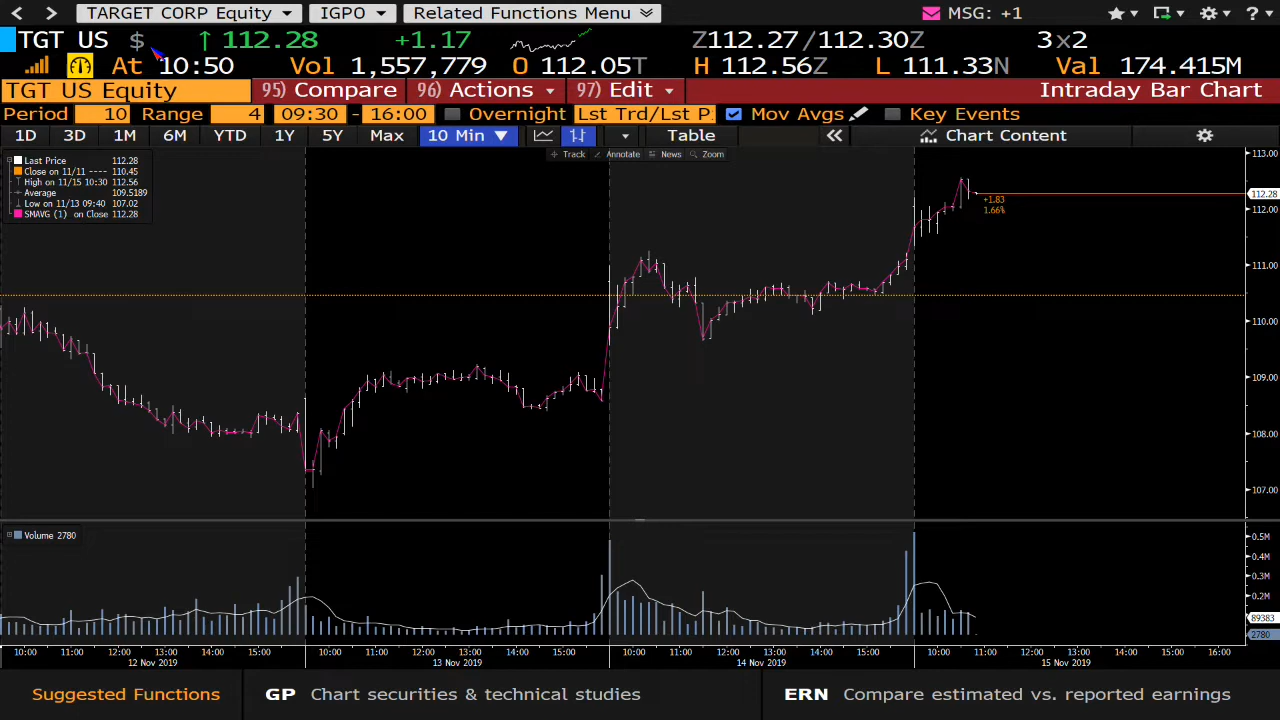 TARGET CORP Equity IGPO Related Functions Menu MSG: +1
TGT US $ ↑ 112.28 +1.17 Z112.27/112.30Z 3x2
At 10:50 Vol 1,557,779 O 112.05T H 112.56Z L 111.33N Val 174.415M
TGT US Equity 95) Compare 96) Actions 97) Edit Intraday Bar Chart
Period 10 Range 4 09:30 - 16:00 Overnight Lst Trd/Lst P Mov Avgs Key Events
1D 3D 1M 6M YTD 1Y 5Y Max 10 Min Table Chart Content
Track Annotate News Zoom
Last Price 112.28
Close on 11/11 ---- 110.45
High on 11/15 10:30 112.56
Average 109.5189
Low on 11/13 09:40 107.02
SMAVG (1) on Close 112.28
+1.83
1.66%
113.00
112.28
112.00
111.00
110.00
109.00
108.00
107.00
Volume 2780
0.5M
0.4M
0.3M
0.2M
89383
2780
10:00 11:00 12:00 14:00 15:00 10:00 11:00 12:00 13:00 14:00 15:00 10:00 11:00 12:00 13:00 14:00 15:00 10:00 11:00 12:00 13:00 14:00 15:00 16:00
12 Nov 2019 13 Nov 2019 14 Nov 2019 15 Nov 2019
Suggested Functions GP Chart securities & technical studies ERN Compare estimated vs. reported earnings